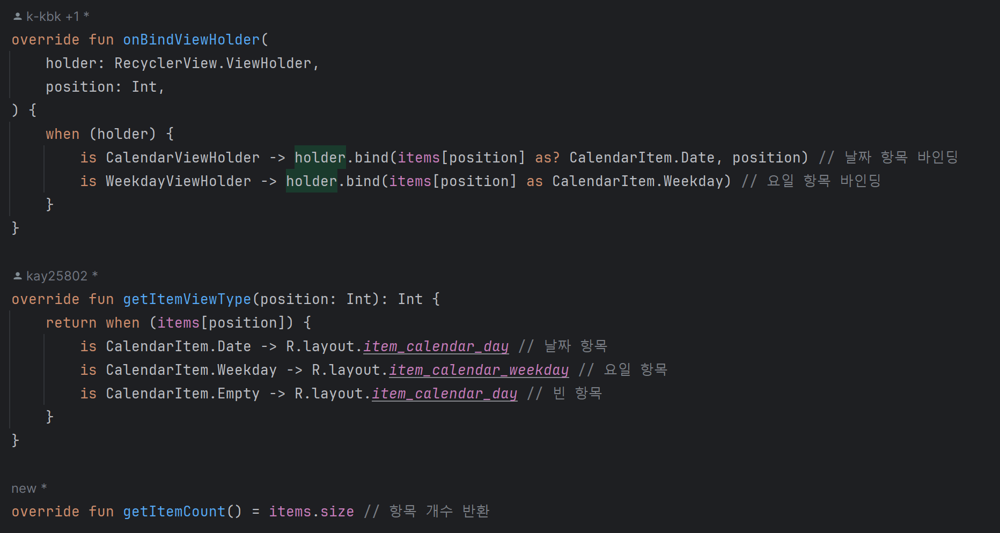 k-kbk +1 *
override fun onBindViewHolder(
    holder: RecyclerView.ViewHolder,
    position: Int,
) {
    when (holder) {
        is CalendarViewHolder -> holder.bind(items[position] as? CalendarItem.Date, position) // 날짜 항목 바인딩
        is WeekdayViewHolder -> holder.bind(items[position] as CalendarItem.Weekday) // 요일 항목 바인딩
    }
}
kay25802 *
override fun getItemViewType(position: Int): Int {
    return when (items[position]) {
        is CalendarItem.Date -> R.layout.item_calendar_day // 날짜 항목
        is CalendarItem.Weekday -> R.layout.item_calendar_weekday // 요일 항목
        is CalendarItem.Empty -> R.layout.item_calendar_day // 빈 항목
    }
}
new *
override fun getItemCount() = items.size // 항목 개수 반환